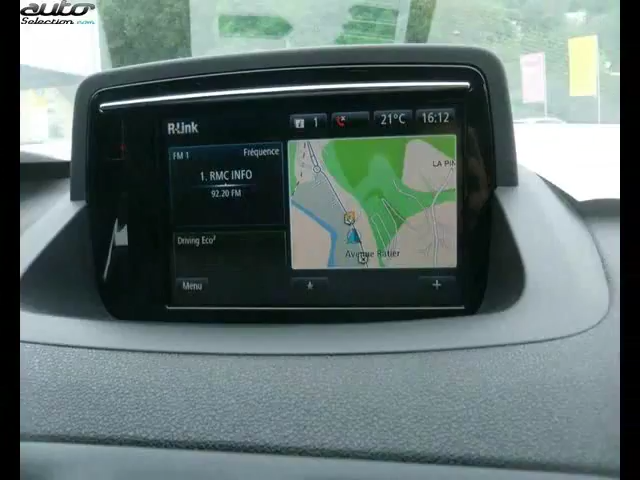 auto
Selection.com
R-Link
1
21°C
16:12
FM 1
Fréquence
1. RMC INFO
92.20 FM
LA PIN
Driving Eco²
Avenue Ratier
Menu
+